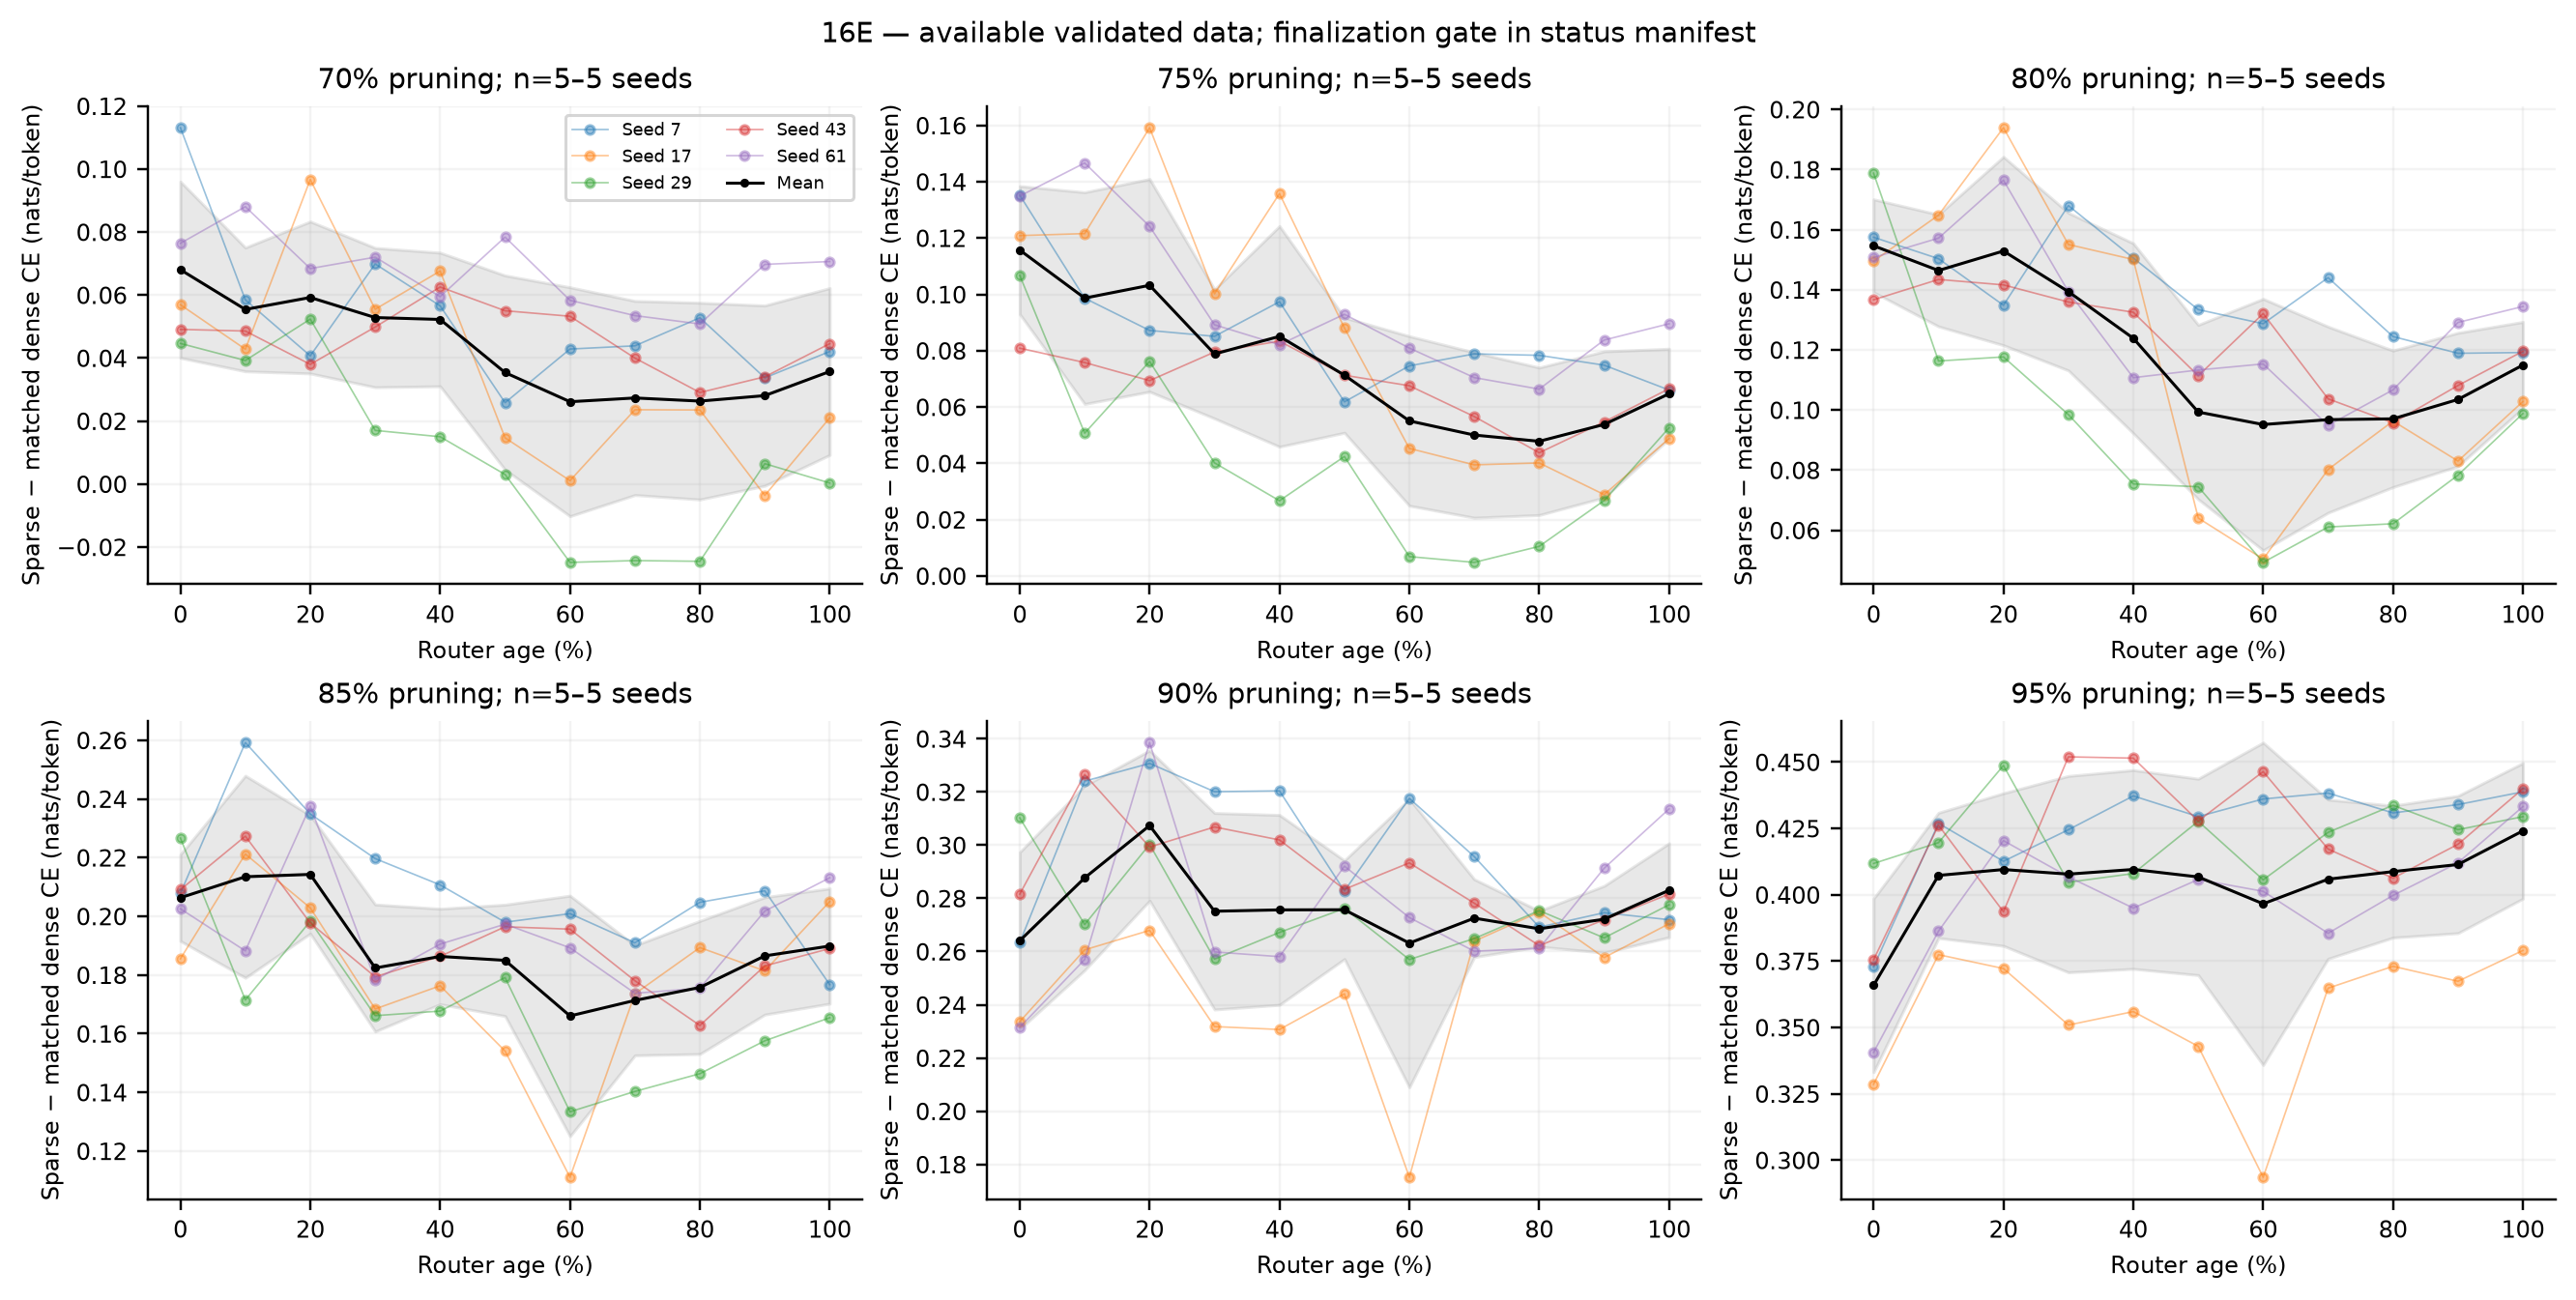 16E — available validated data; finalization gate in status manifest
70% pruning; n=5–5 seeds
Sparse − matched dense CE (nats/token)
0.12
0.10
0.08
0.06
0.04
0.02
0.00
−0.02
Seed 7
Seed 17
Seed 29
Seed 43
Seed 61
Mean
0 20 40 60 80 100
Router age (%)
75% pruning; n=5–5 seeds
Sparse − matched dense CE (nats/token)
0.16
0.14
0.12
0.10
0.08
0.06
0.04
0.02
0.00
0 20 40 60 80 100
Router age (%)
80% pruning; n=5–5 seeds
Sparse − matched dense CE (nats/token)
0.20
0.18
0.16
0.14
0.12
0.10
0.08
0.06
0 20 40 60 80 100
Router age (%)
85% pruning; n=5–5 seeds
Sparse − matched dense CE (nats/token)
0.26
0.24
0.22
0.20
0.18
0.16
0.14
0.12
0 20 40 60 80 100
Router age (%)
90% pruning; n=5–5 seeds
Sparse − matched dense CE (nats/token)
0.34
0.32
0.30
0.28
0.26
0.24
0.22
0.20
0.18
0 20 40 60 80 100
Router age (%)
95% pruning; n=5–5 seeds
Sparse − matched dense CE (nats/token)
0.450
0.425
0.400
0.375
0.350
0.325
0.300
0 20 40 60 80 100
Router age (%)